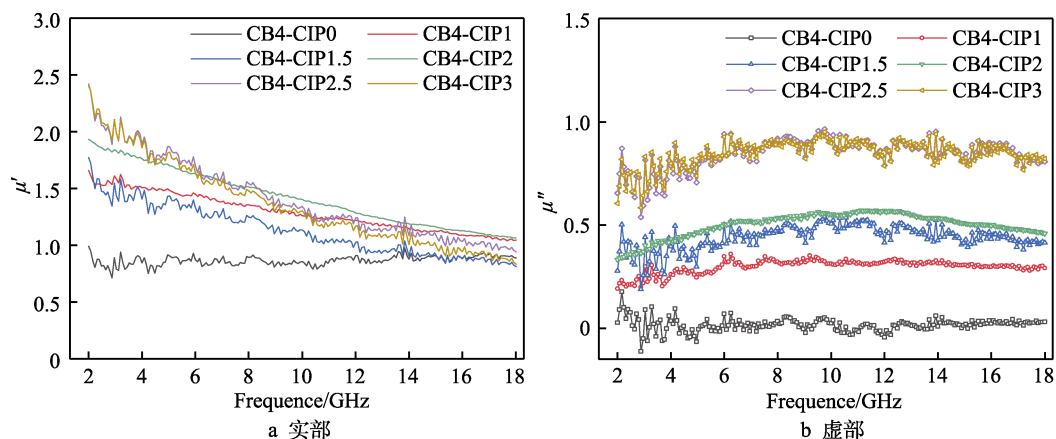 a
3.0
2.5
2.0
1.5
1.0
0.5
0
μ′
CB4-CIP0
CB4-CIP1
CB4-CIP1.5
CB4-CIP2
CB4-CIP2.5
CB4-CIP3
2 4 6 8 10 12 14 16 18
Frequence/GHz
a 实部
b
1.5
1.0
0.5
0
μ″
CB4-CIP0
CB4-CIP1
CB4-CIP1.5
CB4-CIP2
CB4-CIP2.5
CB4-CIP3
2 4 6 8 10 12 14 16 18
Frequence/GHz
b 虚部